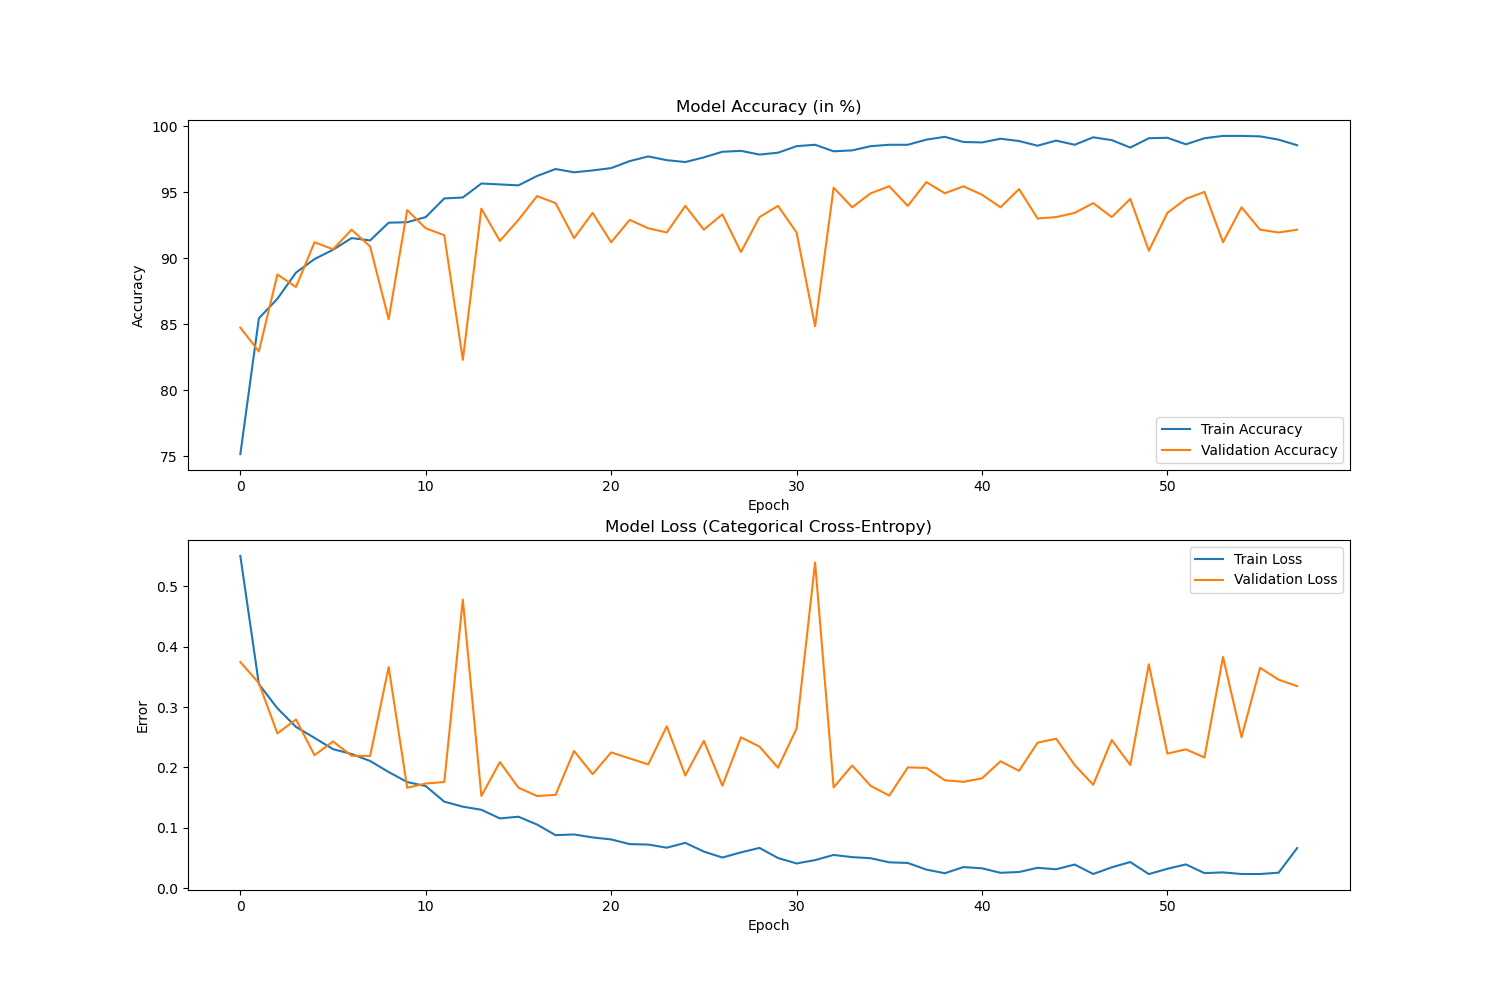 Model Accuracy (in %)
100
95
90
85
80
75
Accuracy
Train Accuracy
Validation Accuracy
0 10 20 30 40 50
Epoch
Model Loss (Categorical Cross-Entropy)
Train Loss
Validation Loss
0.5
0.4
0.3
0.2
0.1
0.0
Error
0 10 20 30 40 50
Epoch